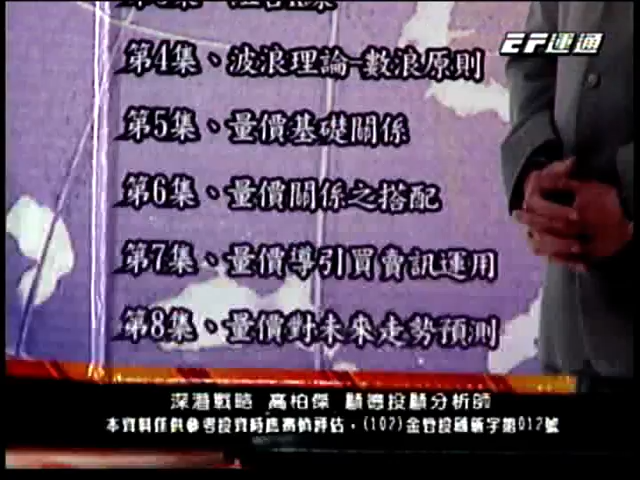 EF運通
第4集、波浪理論-數浪原則
第5集、量價基礎關係
第6集、量價關係之搭配
第7集、量價導引買賣訊運用
第8集、量價對未來走勢預測
深港戰略 高柏傑 顧德投顧分析師
本資料僅供參考投資時應審慎評估，(102)金管投顧新字第012號